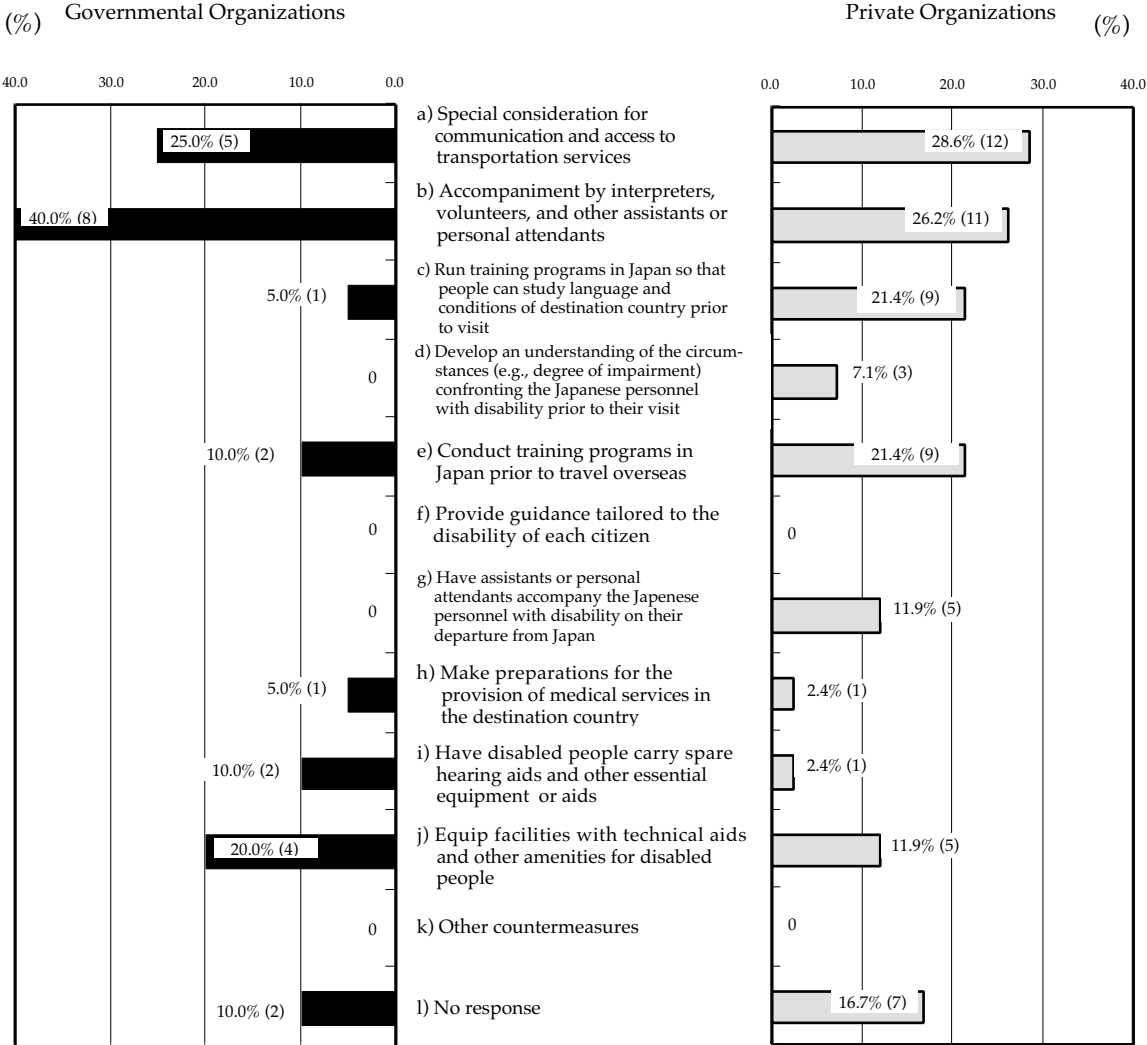 Governmental Organizations
Private Organizations
(%)
(%)
40.0 30.0 20.0 10.0 0.0
0.0 10.0 20.0 30.0 40.0
25.0% (5)
a) Special consideration for
communication and access to
transportation services
28.6% (12)
40.0% (8)
b) Accompaniment by interpreters,
volunteers, and other assistants or
personal attendants
26.2% (11)
5.0% (1)
c) Run training programs in Japan so that
people can study language and
conditions of destination country prior
to visit
21.4% (9)
0
d) Develop an understanding of the circum-
stances (e.g., degree of impairment)
confronting the Japanese personnel
with disability prior to their visit
7.1% (3)
10.0% (2)
e) Conduct training programs in
Japan prior to travel overseas
21.4% (9)
0
f) Provide guidance tailored to the
disability of each citizen
0
0
g) Have assistants or personal
attendants accompany the Japenese
personnel with disability on their
departure from Japan
11.9% (5)
5.0% (1)
h) Make preparations for the
provision of medical services in
the destination country
2.4% (1)
10.0% (2)
i) Have disabled people carry spare
hearing aids and other essential
equipment or aids
2.4% (1)
20.0% (4)
j) Equip facilities with technical aids
and other amenities for disabled
people
11.9% (5)
0
k) Other countermeasures
0
10.0% (2)
l) No response
16.7% (7)